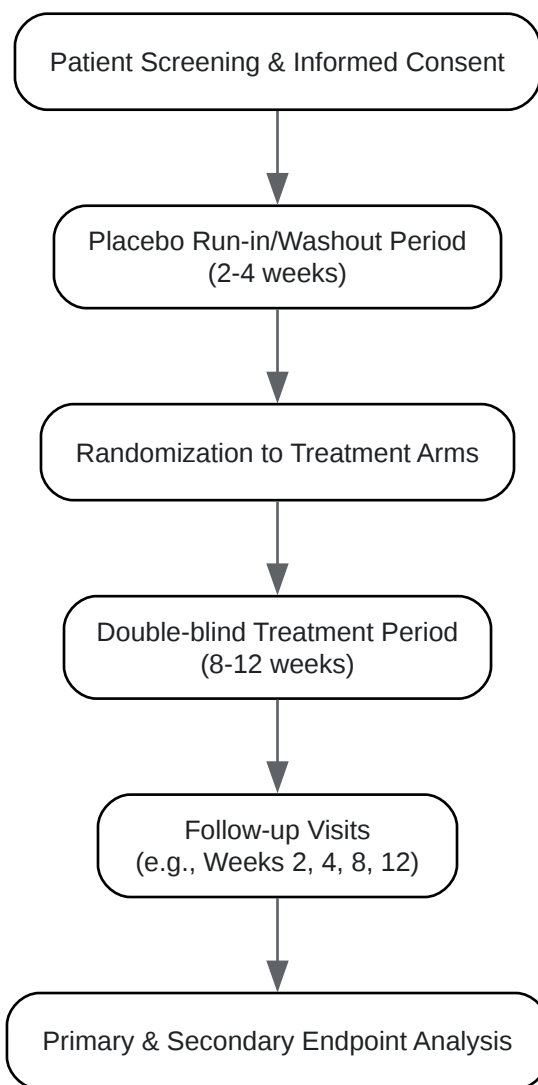 Patient Screening & Informed Consent
Placebo Run-in/Washout Period
(2-4 weeks)
Randomization to Treatment Arms
Double-blind Treatment Period
(8-12 weeks)
Follow-up Visits
(e.g., Weeks 2, 4, 8, 12)
Primary & Secondary Endpoint Analysis